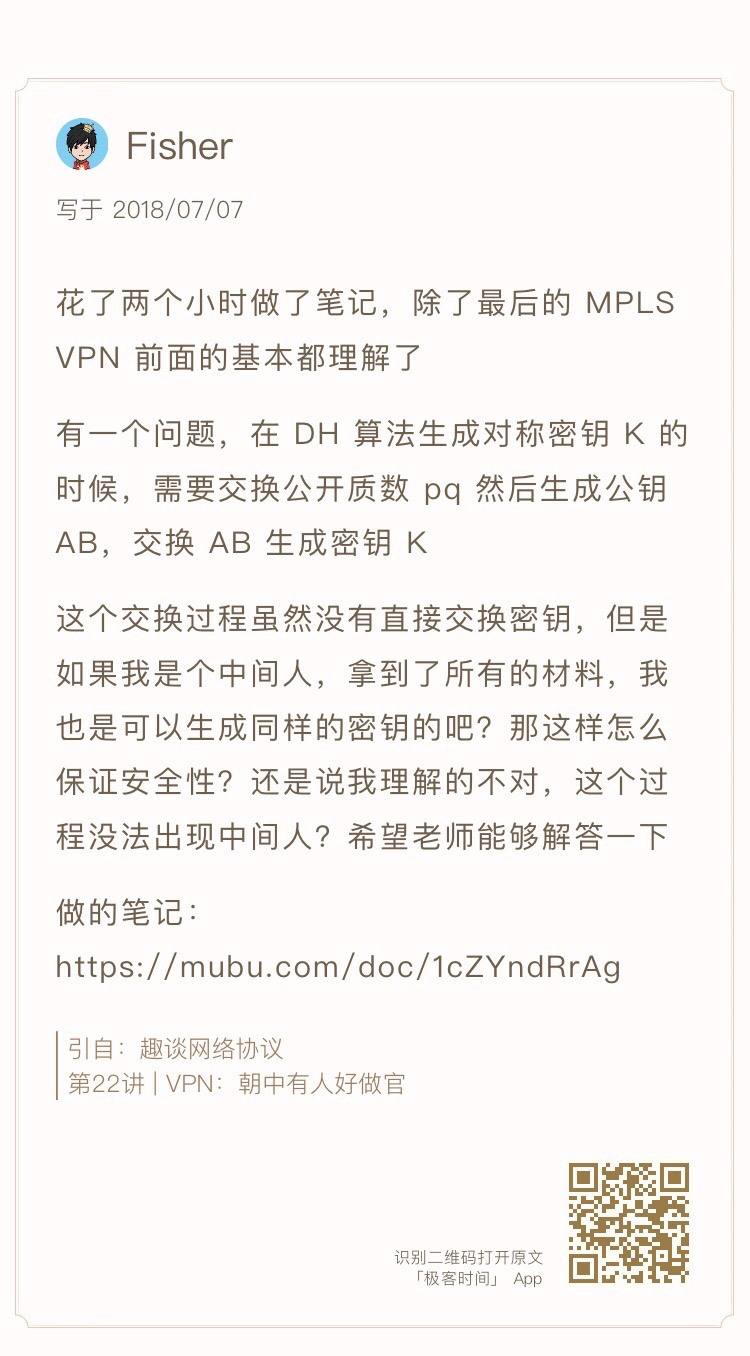 Fisher
写于 2018/07/07
花了两个小时做了笔记，除了最后的 MPLS
VPN 前面的基本都理解了
有一个问题，在 DH 算法生成对称密钥 K 的
时候，需要交换公开质数 pq 然后生成公钥
AB，交换 AB 生成密钥 K
这个交换过程虽然没有直接交换密钥，但是
如果我是个中间人，拿到了所有的材料，我
也是可以生成同样的密钥的吧？那这样怎么
保证安全性？还是说我理解的不对，这个过
程没法出现中间人？希望老师能够解答一下
做的笔记：
https://mubu.com/doc/1cZYndRrAg
引自：趣谈网络协议
第22讲 | VPN：朝中有人好做官
识别二维码打开原文
「极客时间」 App